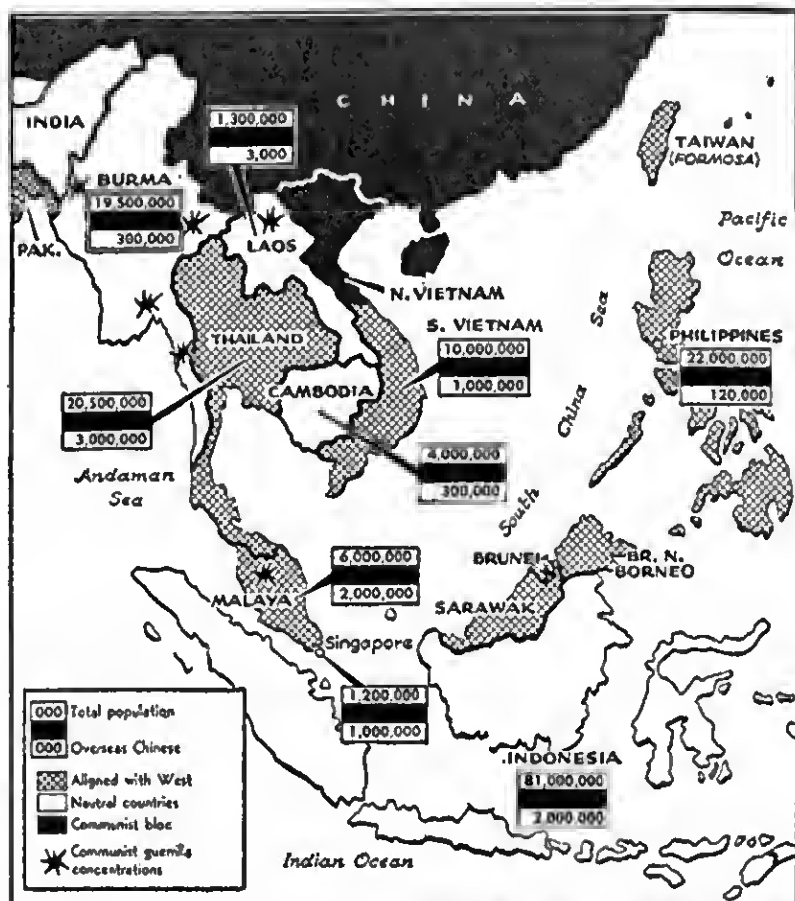 C H I N A
INDIA
1,300,000
3,000
TAIWAN
(FORMOSA)
BURMA
19,500,000
300,000
Pacific
Ocean
PAK.
LAOS
N. VIETNAM
Sea
THAILAND
S. VIETNAM
10,000,000
1,000,000
PHILIPPINES
22,000,000
120,000
CAMBODIA
20,500,000
3,000,000
China
4,000,000
300,000
Andaman
Sea
South
6,000,000
2,000,000
BRUNEI
BR. N.
BORNEO
MALAYA
SARAWAK
Singapore
1,200,000
1,000,000
000 Total population
000 Overseas Chinese
Aligned with West
Neutral countries
Communist bloc
Communist guerrilla
concentrations
INDONESIA
81,000,000
2,000,000
Indian Ocean